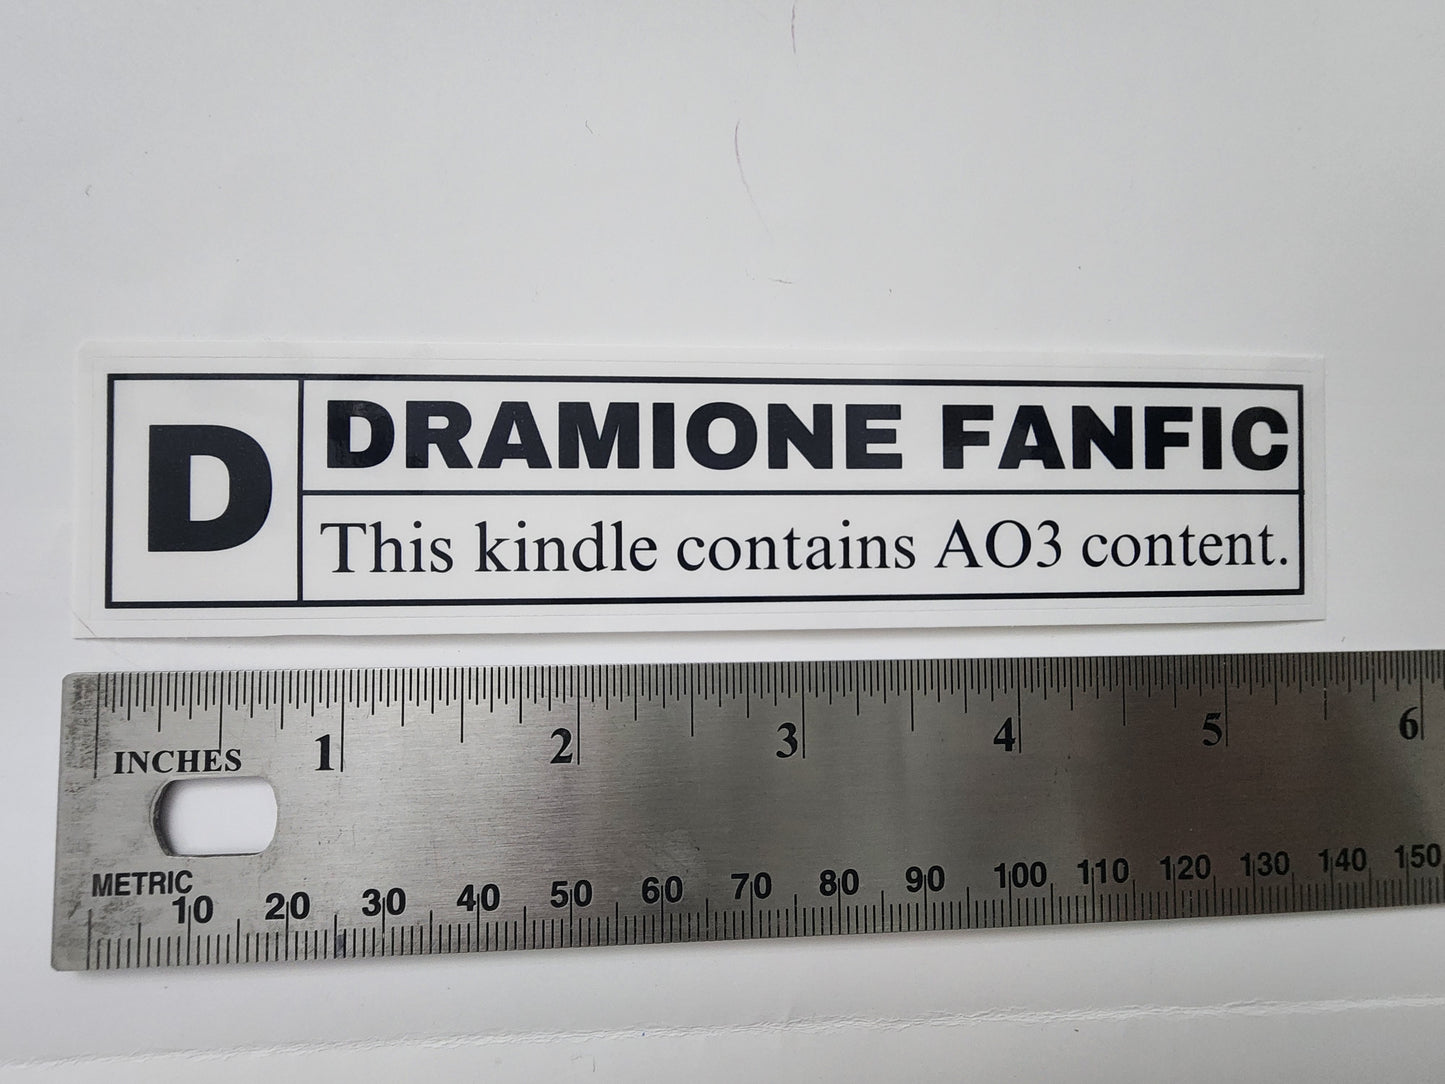 D
DRAMIONE FANFIC
This kindle contains AO3 content.
1 2 3 4 5 6
INCHES
METRIC
10 20 30 40 50 60 70 80 90 100 110 120 130 140 150